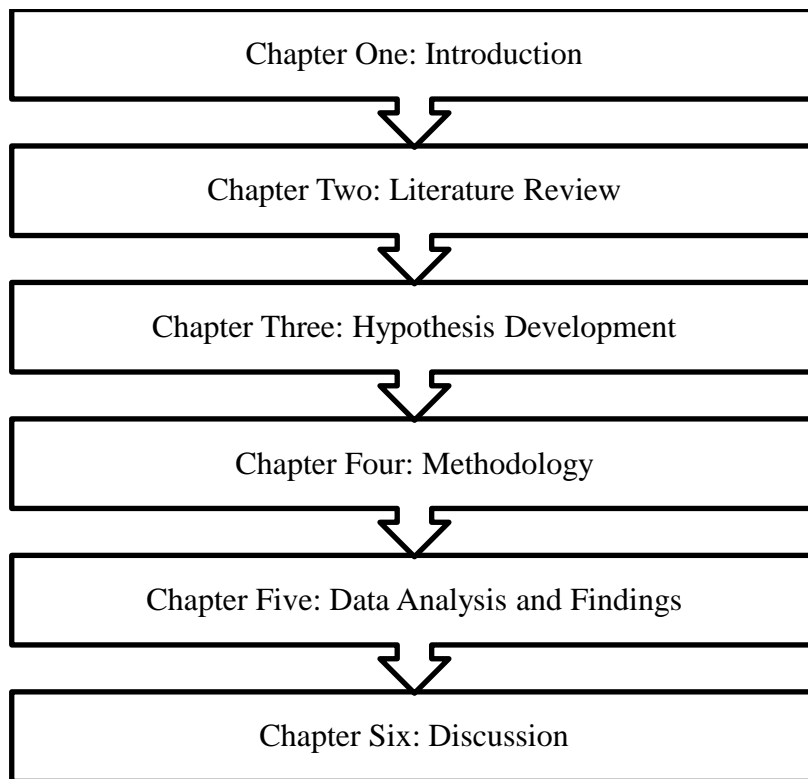 Chapter One: Introduction
Chapter Two: Literature Review
Chapter Three: Hypothesis Development
Chapter Four: Methodology
Chapter Five: Data Analysis and Findings
Chapter Six: Discussion